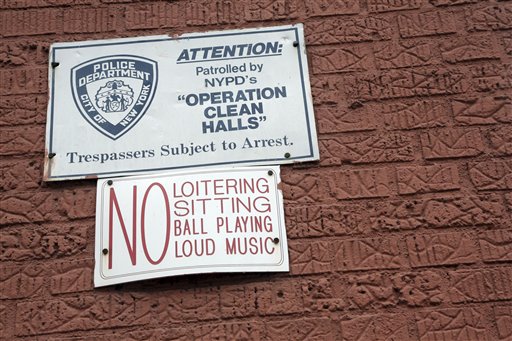 POLICE DEPARTMENT
CITY OF
NEW YORK
ATTENTION:
Patrolled by
NYPD's
"OPERATION
CLEAN
HALLS"
Trespassers Subject to Arrest.
NO
LOITERING
SITTING
BALL PLAYING
LOUD MUSIC